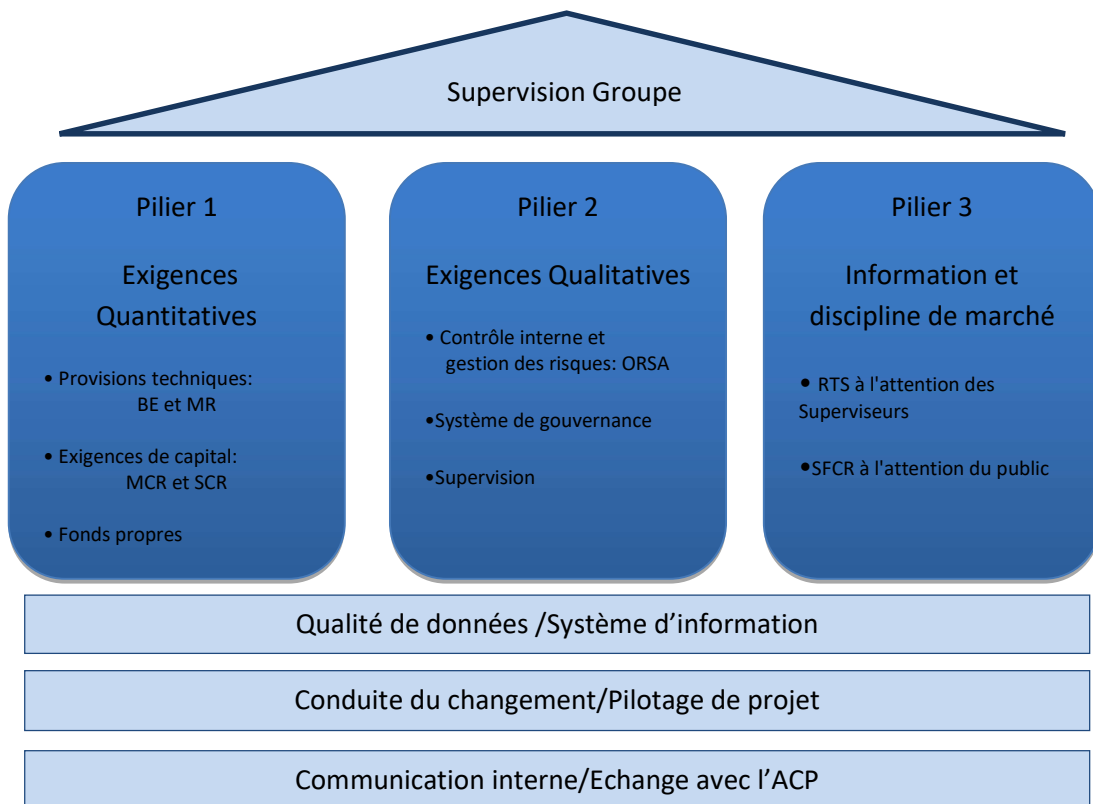 Supervision Groupe
Pilier 1
Exigences
Quantitatives
• Provisions techniques:
BE et MR
• Exigences de capital:
MCR et SCR
• Fonds propres
Pilier 2
Exigences Qualitatives
• Contrôle interne et
gestion des risques: ORSA
•Système de gouvernance
•Supervision
Pilier 3
Information et
discipline de marché
• RTS à l'attention des
Superviseurs
•SFCR à l'attention du public
Qualité de données /Système d’information
Conduite du changement/Pilotage de projet
Communication interne/Echange avec l’ACP